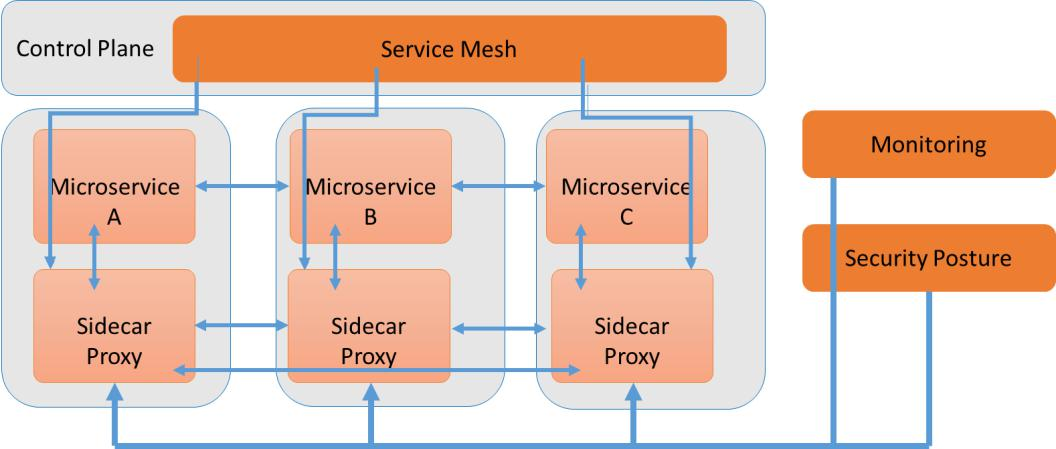 Control Plane
Service Mesh
Microservice
A
Microservice
B
Microservice
C
Monitoring
Security Posture
Sidecar
Proxy
Sidecar
Proxy
Sidecar
Proxy